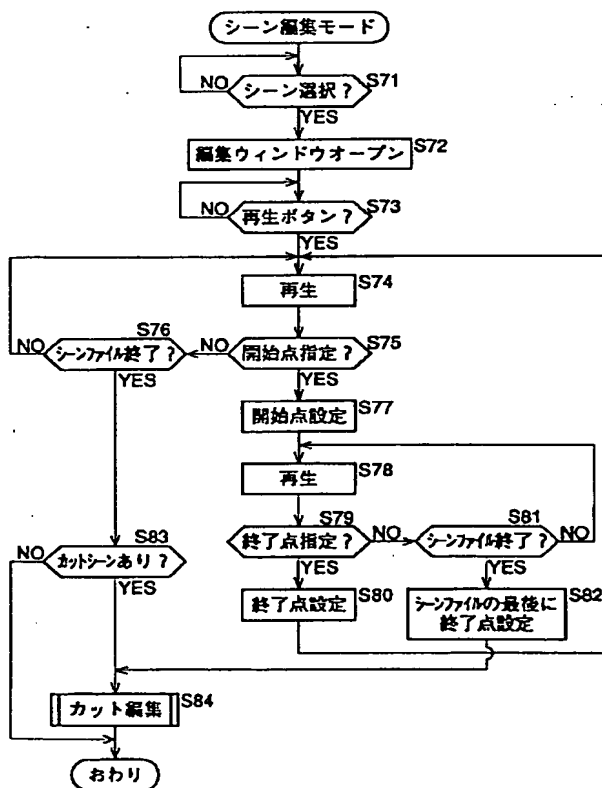 シーン編集モード
シーン選択？
S71
NO
YES
編集ウィンドウオープン
S72
再生ボタン？
S73
NO
YES
再生
S74
開始点指定？
S75
NO
YES
シーンファイル終了？
S76
NO
YES
開始点設定
S77
再生
S78
終了点指定？
S79
NO
YES
シーンファイル終了？
S81
NO
YES
終了点設定
S80
シーンファイルの最後に
終了点設定
S82
カットシーンあり？
S83
NO
YES
カット編集
S84
おわり